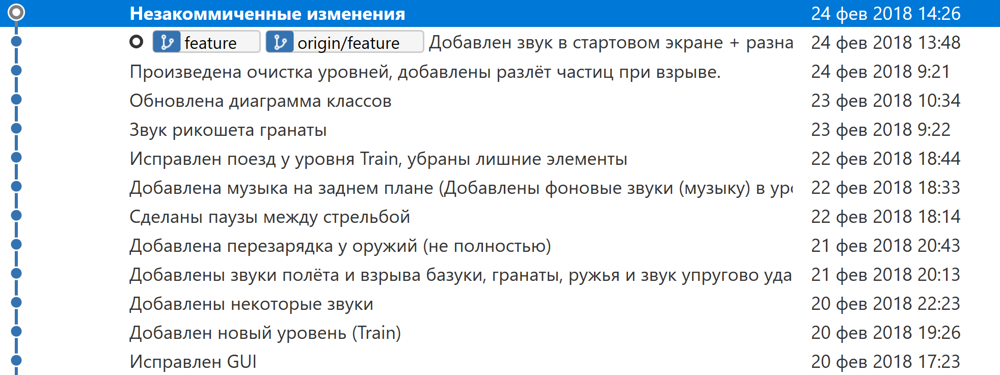 Незакоммиченные изменения 24 фев 2018 14:26
feature origin/feature Добавлен звук в стартовом экране + разна 24 фев 2018 13:48
Произведена очистка уровней, добавлены разлёт частиц при взрыве. 24 фев 2018 9:21
Обновлена диаграмма классов 23 фев 2018 10:34
Звук рикошета гранаты 23 фев 2018 9:22
Исправлен поезд у уровня Train, убраны лишние элементы 22 фев 2018 18:44
Добавлена музыка на заднем плане (Добавлены фоновые звуки (музыку) в уро 22 фев 2018 18:33
Сделаны паузы между стрельбой 22 фев 2018 18:14
Добавлена перезарядка у оружий (не полностью) 21 фев 2018 20:43
Добавлены звуки полёта и взрыва базуки, гранаты, ружья и звук упругово уда 21 фев 2018 20:13
Добавлены некоторые звуки 20 фев 2018 22:23
Добавлен новый уровень (Train) 20 фев 2018 19:26
Исправлен GUI 20 фев 2018 17:23